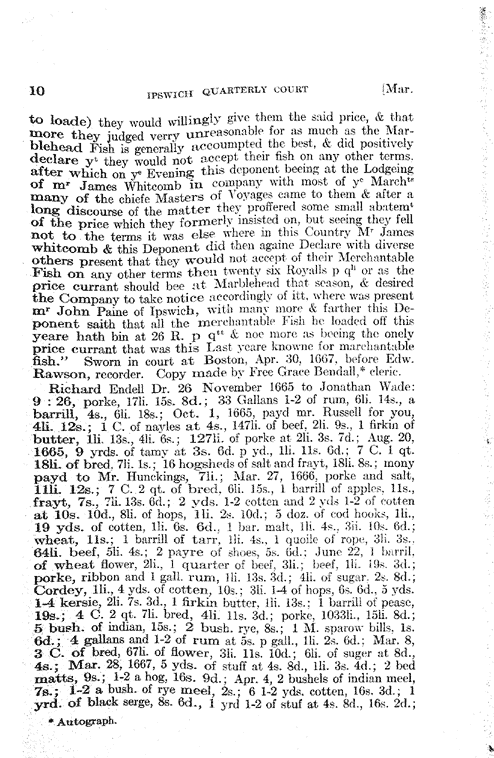 10 IPSWICH QUARTERLY COURT [Mar.
to loade) they would willingly give them the said price, & that
more they judged verry unreasonable for as much as the Mar-
blehead Fish is generally accoumpted the best, & did positively
declare yt they would not accept their fish on any other terms.
after which on ye Evening this deponent beeing at the Lodgeing
of mr James Whitcomb in company with most of ye Marchts
many of the chiefe Masters of Voyages came to them & after a
long discourse of the matter they proffered some small abatemt
of the price which they formerly insisted on, but seeing they fell
not to the terms it was else where in this Country Mr James
whitcomb & this Deponent did then againe Declare with diverse
others present that they would not accept of their Merchantable
Fish on any other terms then twenty six Royalls p qll or as the
price currant should bee at Marblehead that season, & desired
the Company to take notice accordingly of itt. where was present
mr John Paine of Ipswich, with many more & farther this De-
ponent saith that all the merchantable Fish he loaded off this
yeare hath bin at 26 R. p qtt & noe more as beeing the onely
price currant that was this Last yeare knowne for marchantable
fish." Sworn in court at Boston, Apr. 30, 1667, before Edw.
Rawson, recorder. Copy made by Free Grace Bendall,* cleric.
Richard Endell Dr. 26 November 1665 to Jonathan Wade:
9 : 26, porke, 17li. 15s. 8d.; 33 Gallans 1-2 of rum, 6li. 14s., a
barrill, 4s., 6li. 18s.; Oct. 1, 1665, payd mr. Russell for you,
4li. 12s.; 1 C. of nayles at 4s., 147li. of beef, 2li. 9s., 1 firkin of
butter, 1li. 13s., 4li. 6s.; 127li. of porke at 2li. 3s. 7d.; Aug. 20,
1665, 9 yrds. of tamy at 3s. 6d. p yd., 1li. 11s. 6d.; 7 C. 1 qt.
18li. of bred, 7li. 1s.; 16 hogsheds of salt and frayt, 18li. 8s.; mony
payd to Mr. Hunckings, 7li.; Mar. 27, 1666, porke and salt,
11li. 12s.; 7 C. 2 qt. of bred, 6li. 15s., 1 barrill of apples, 11s.,
frayt, 7s., 7li. 13s. 6d.; 2 yds. 1-2 cotten and 2 yds 1-2 of cotten
at 10s. 10d., 8li. of hops, 1li. 2s. 10d.; 5 doz. of cod hooks, 1li.,
19 yds. of cotten, 1li. 6s. 6d., 1 bar. malt, 1li. 4s., 3li. 10s. 6d.;
wheat, 11s.; 1 barrill of tarr, 1li. 4s., 1 quoile of rope, 3li. 3s.,
64li. beef, 5li. 4s.; 2 payre of shoes, 5s. 6d.; June 22, 1 barril,
of wheat flower, 2li., 1 quarter of beef, 3li.; beef, 1li. 19s. 3d.;
porke, ribbon and 1 gall. rum, 1li. 13s. 3d.; 4li. of sugar. 2s. 8d.;
Cordey, 1li., 4 yds. of cotten, 10s.; 3li. 1-4 of hops, 6s. 6d., 5 yds.
1-4 kersie, 2li. 7s. 3d., 1 firkin butter, 1li. 13s.; 1 barrill of pease,
19s.; 4 C. 2 qt. 7li. bred, 4li. 11s. 3d.; porke, 1033li., 15li. 8d.;
5 bush. of indian, 15s.; 2 bush. rye, 8s.; 1 M. sparow bills, 1s.
6d.; 4 gallans and 1-2 of rum at 5s. p gall., 1li. 2s. 6d.; Mar. 8,
3 C. of bred, 67li. of flower, 3li. 11s. 10d.; 6li. of suger at 8d.,
4s.; Mar. 28, 1667, 5 yds. of stuff at 4s. 8d., 1li. 3s. 4d.; 2 bed
matts, 9s.; 1-2 a hog, 16s. 9d.; Apr. 4, 2 bushels of indian meel,
7s.; 1-2 a bush. of rye meel, 2s.; 6 1-2 yds. cotten, 16s. 3d.; 1
yrd. of black serge, 8s. 6d., 1 yrd 1-2 of stuf at 4s. 8d., 16s. 2d.;
* Autograph.